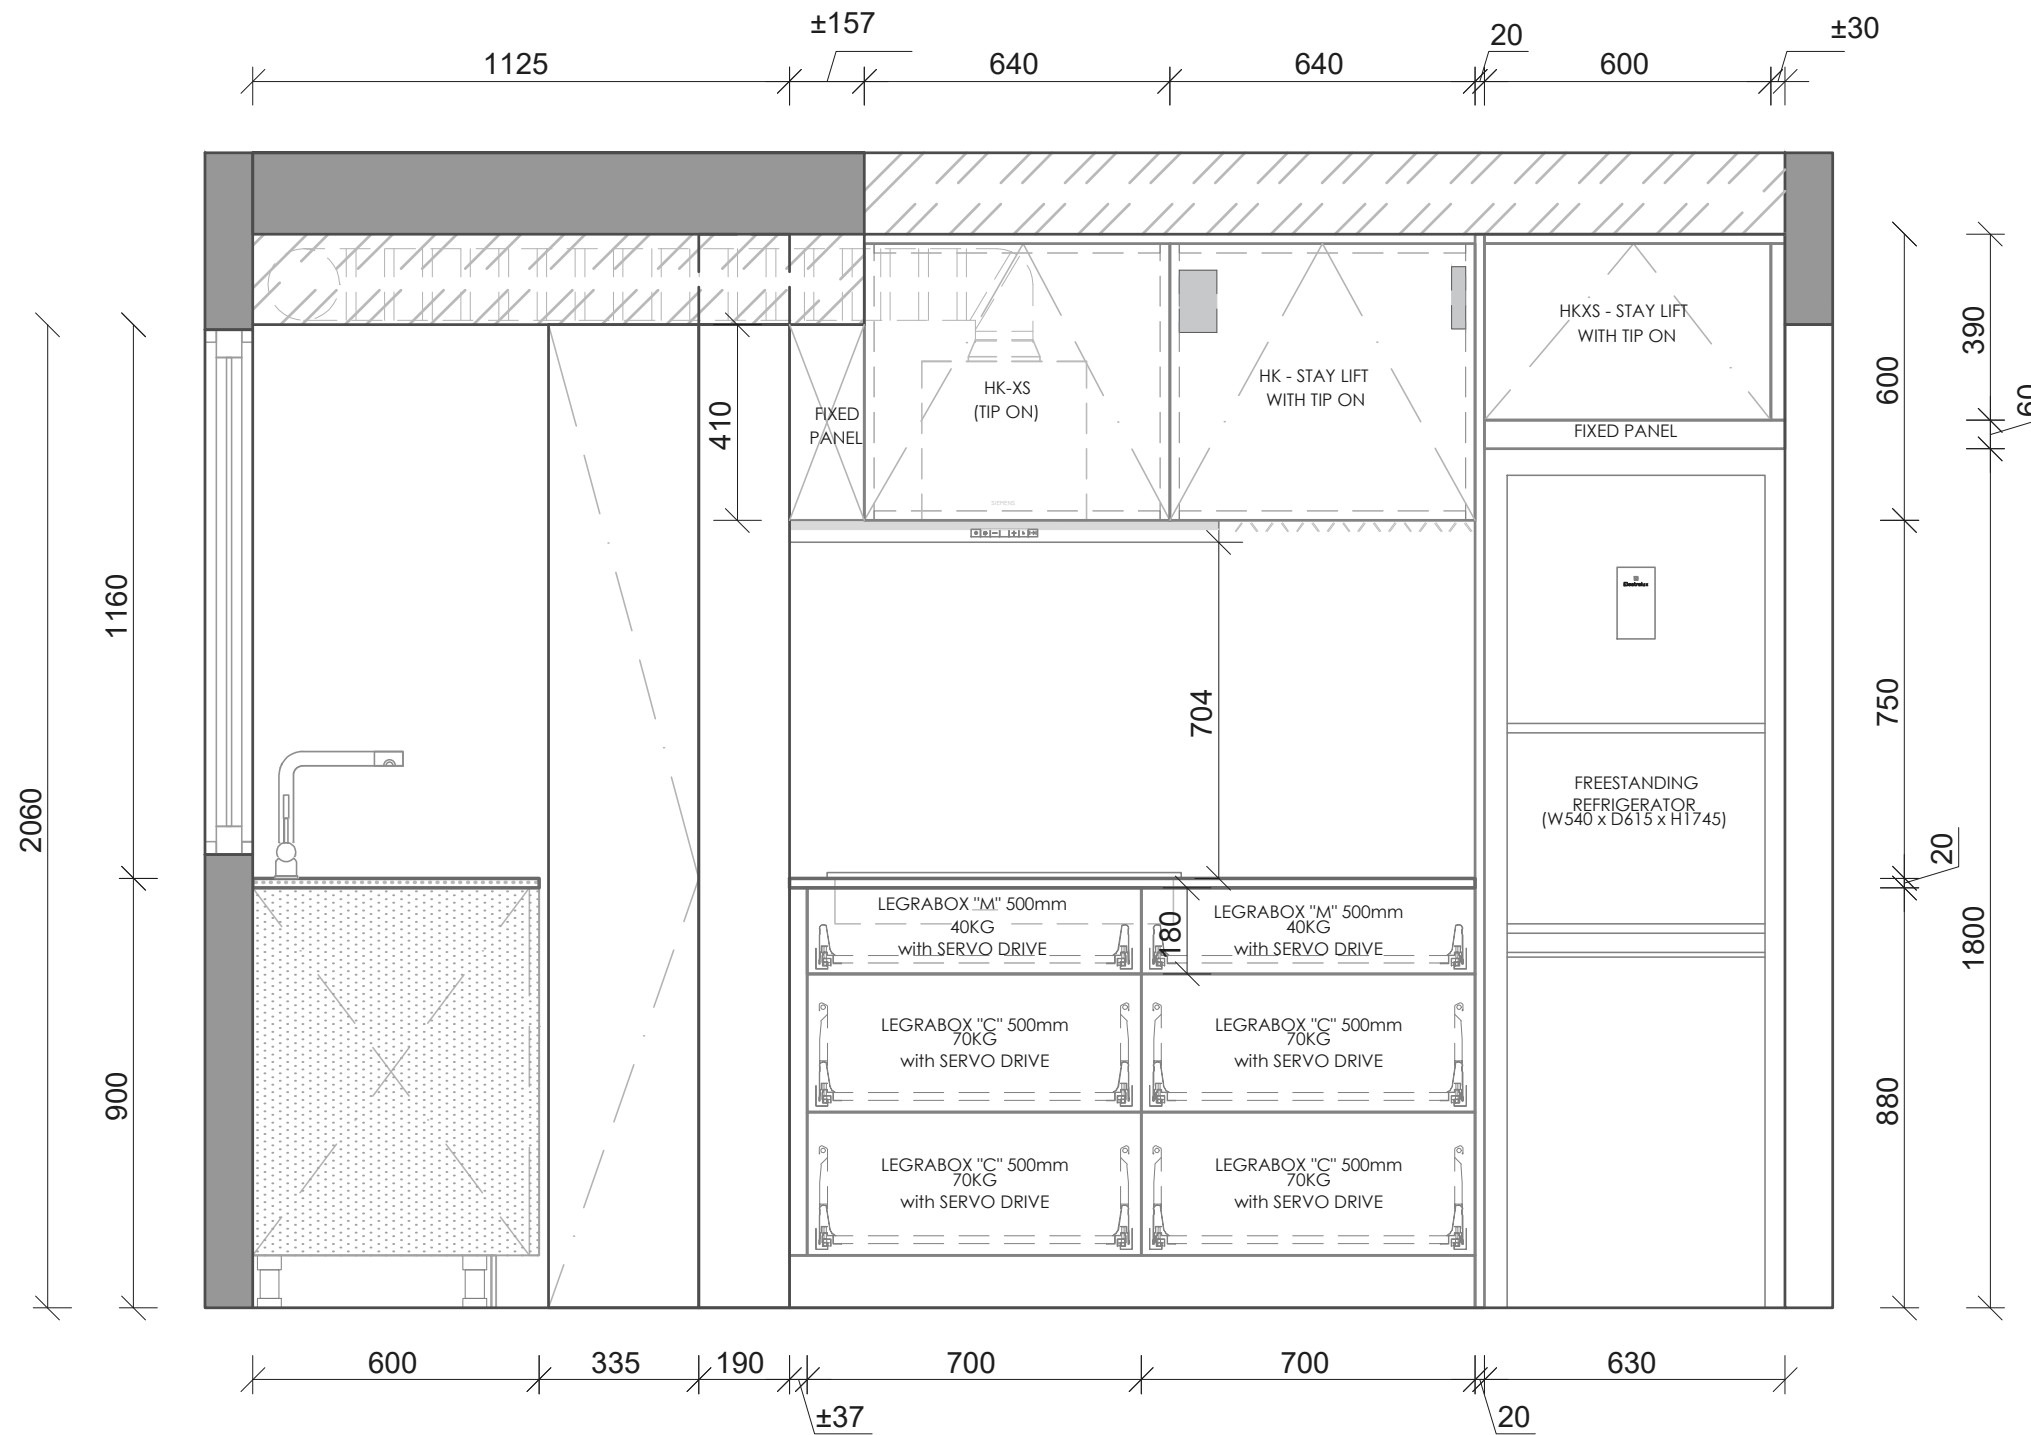 ±157
20
±30
1125
640
640
600
HKXS - STAY LIFT
WITH TIP ON
390
600
60
HK - STAY LIFT
WITH TIP ON
HK-XS
(TIP ON)
410
FIXED
PANEL
FIXED PANEL
SIEMENS
Electrolux
1160
704
750
2060
FREESTANDING
REFRIGERATOR
(W540 x D615 x H1745)
20
LEGRABOX "M" 500mm
40KG
with SERVO DRIVE
180
LEGRABOX "M" 500mm
40KG
with SERVO DRIVE
1800
900
880
LEGRABOX "C" 500mm
70KG
with SERVO DRIVE
LEGRABOX "C" 500mm
70KG
with SERVO DRIVE
LEGRABOX "C" 500mm
70KG
with SERVO DRIVE
LEGRABOX "C" 500mm
70KG
with SERVO DRIVE
600
335
190
700
700
630
±37
20